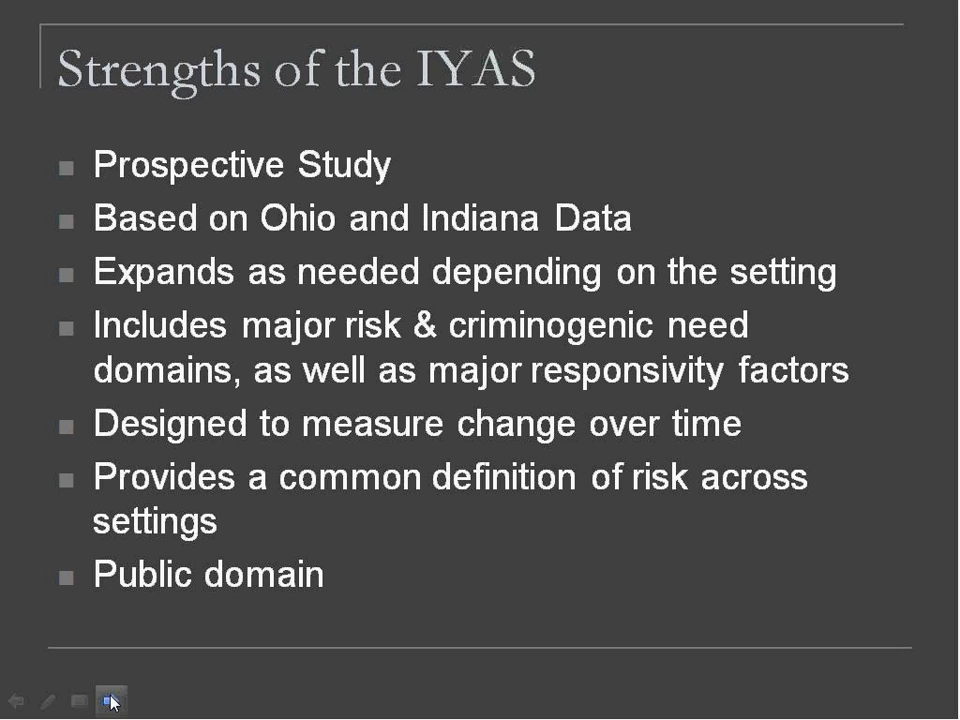 Strengths of the IYAS
Prospective Study
Based on Ohio and Indiana Data
Expands as needed depending on the setting
Includes major risk & criminogenic need
domains, as well as major responsivity factors
Designed to measure change over time
Provides a common definition of risk across
settings
Public domain